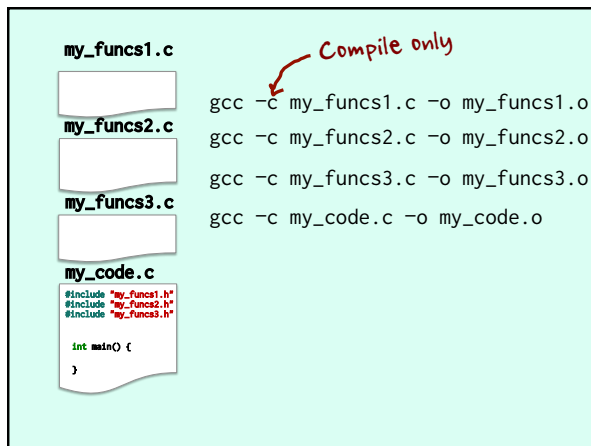 my_funcs1.c
Compile only
gcc -c my_funcs1.c -o my_funcs1.o
my_funcs2.c
gcc -c my_funcs2.c -o my_funcs2.o
gcc -c my_funcs3.c -o my_funcs3.o
my_funcs3.c
gcc -c my_code.c -o my_code.o
my_code.c
#include "my_funcs1.h"
#include "my_funcs2.h"
#include "my_funcs3.h"
int main() {
}